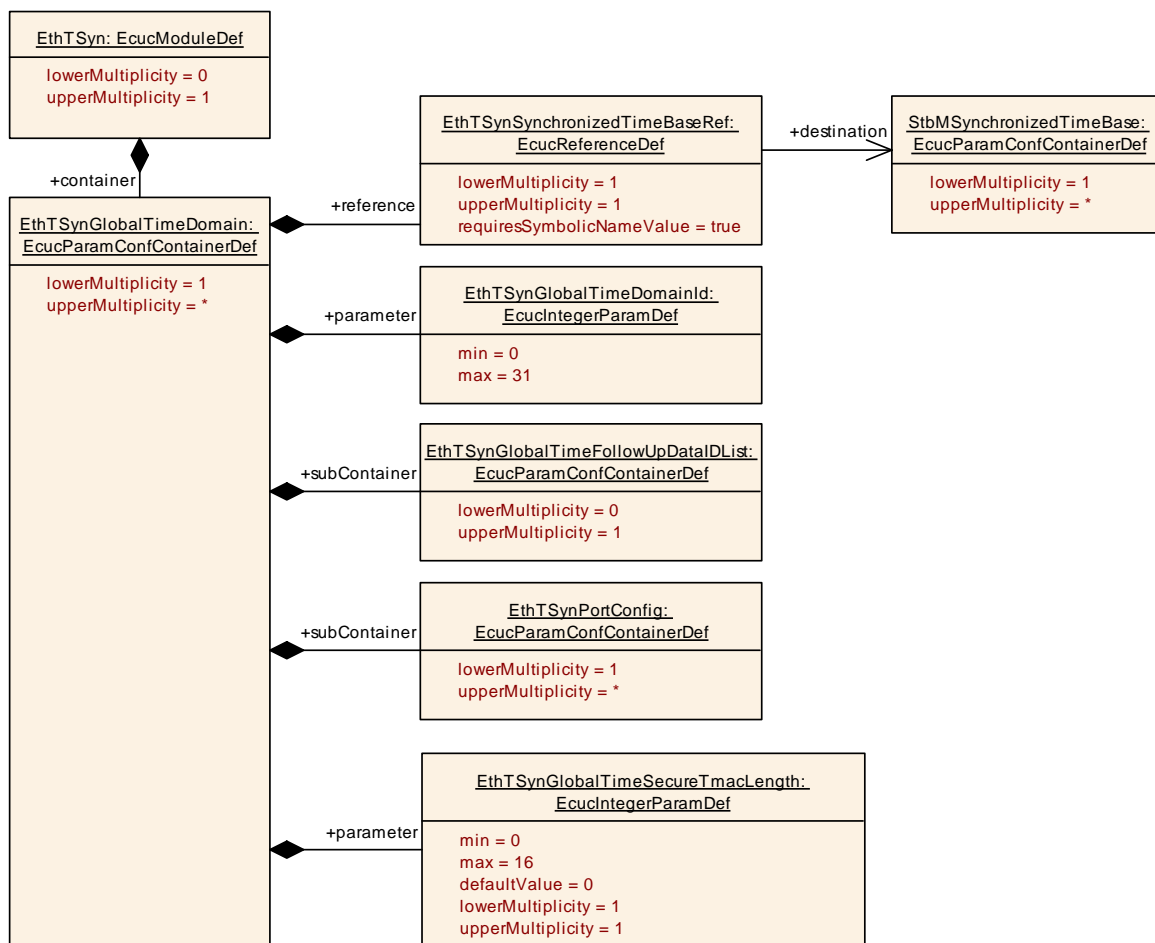 EthTSyn: EcucModuleDef
lowerMultiplicity = 0
upperMultiplicity = 1
+container
EthTSynGlobalTimeDomain:
EcucParamConfContainerDef
lowerMultiplicity = 1
upperMultiplicity = *
+reference
EthTSynSynchronizedTimeBaseRef:
EcucReferenceDef
lowerMultiplicity = 1
upperMultiplicity = 1
requiresSymbolicNameValue = true
+destination
StbMSynchronizedTimeBase:
EcucParamConfContainerDef
lowerMultiplicity = 1
upperMultiplicity = *
+parameter
EthTSynGlobalTimeDomainId:
EcucIntegerParamDef
min = 0
max = 31
+subContainer
EthTSynGlobalTimeFollowUpDataIDList:
EcucParamConfContainerDef
lowerMultiplicity = 0
upperMultiplicity = 1
+subContainer
EthTSynPortConfig:
EcucParamConfContainerDef
lowerMultiplicity = 1
upperMultiplicity = *
+parameter
EthTSynGlobalTimeSecureTmacLength:
EcucIntegerParamDef
min = 0
max = 16
defaultValue = 0
lowerMultiplicity = 1
upperMultiplicity = 1